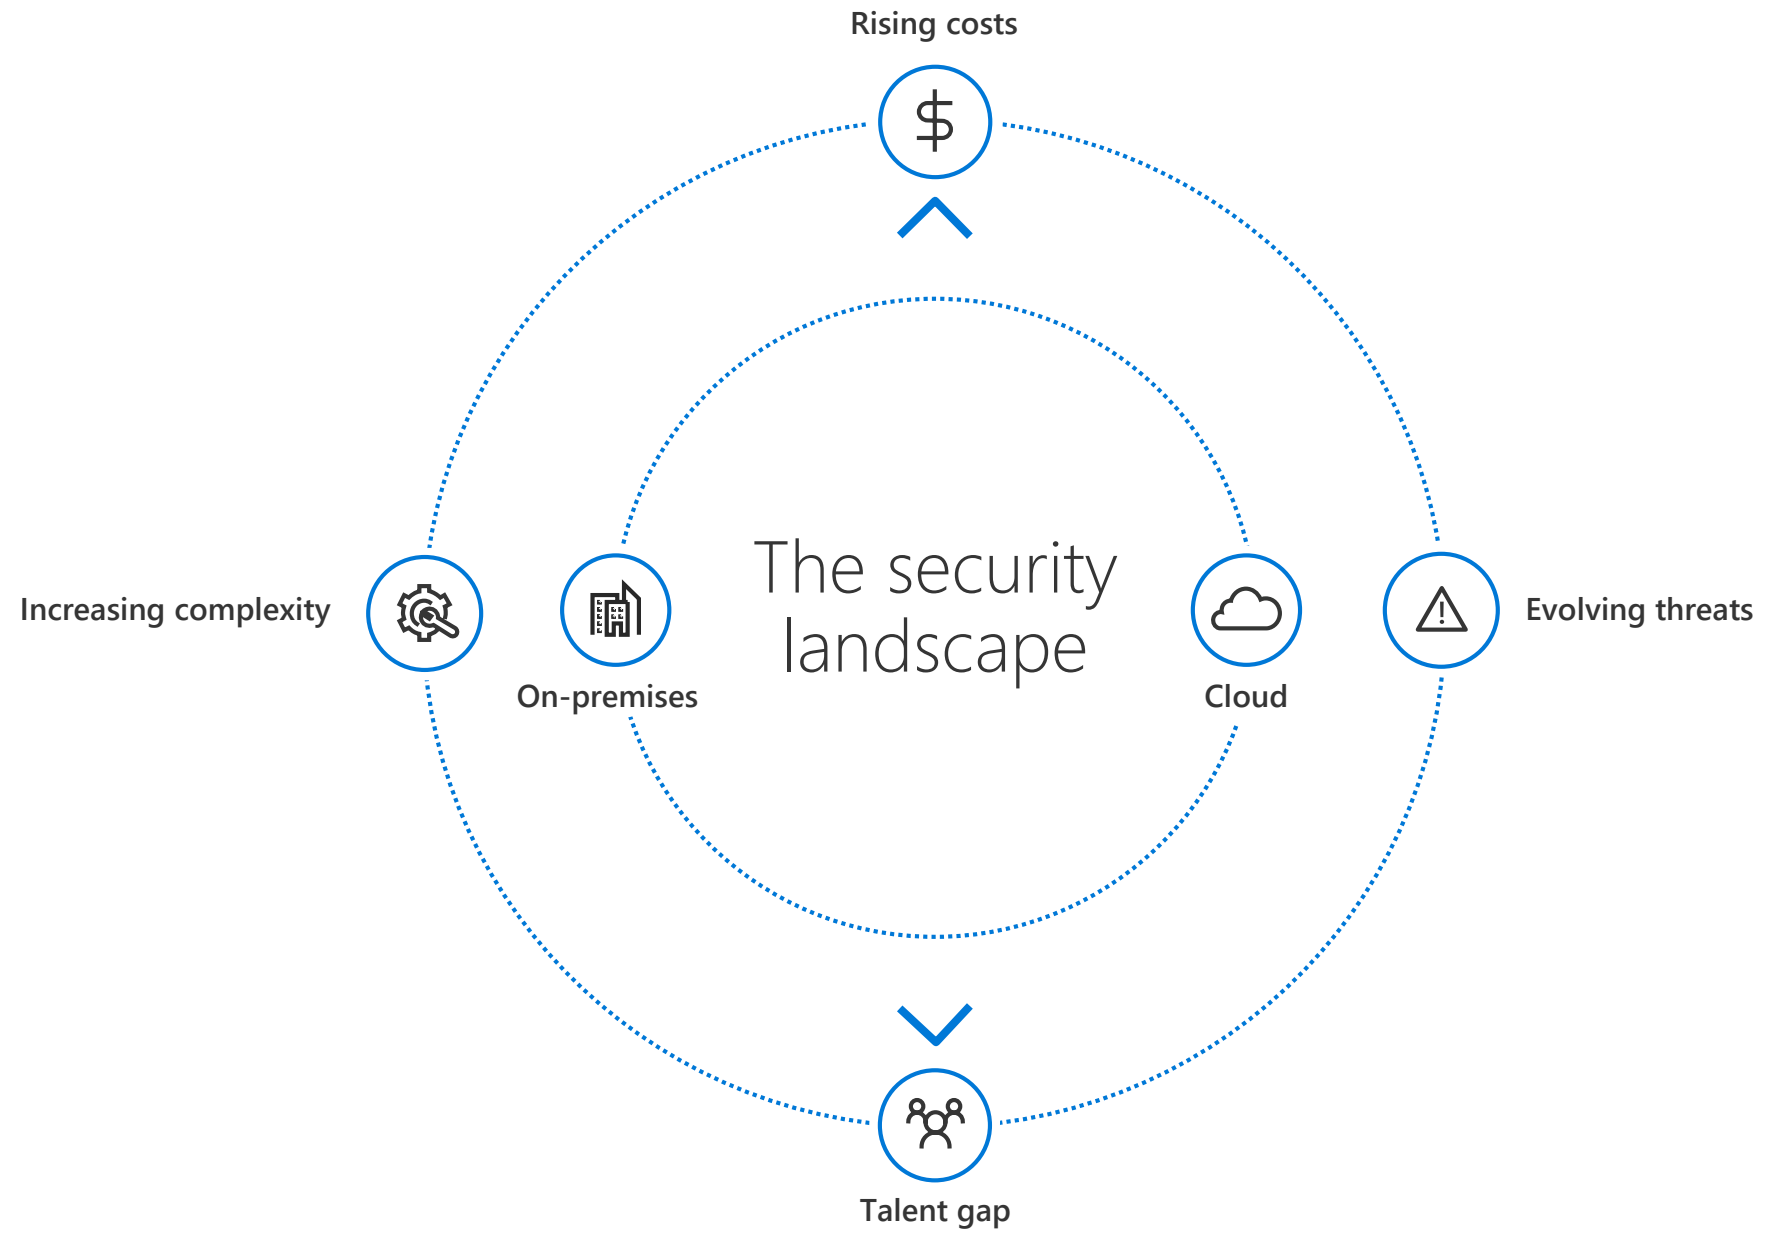 Rising costs
The security
landscape
Increasing complexity
Evolving threats
On-premises
Cloud
Talent gap